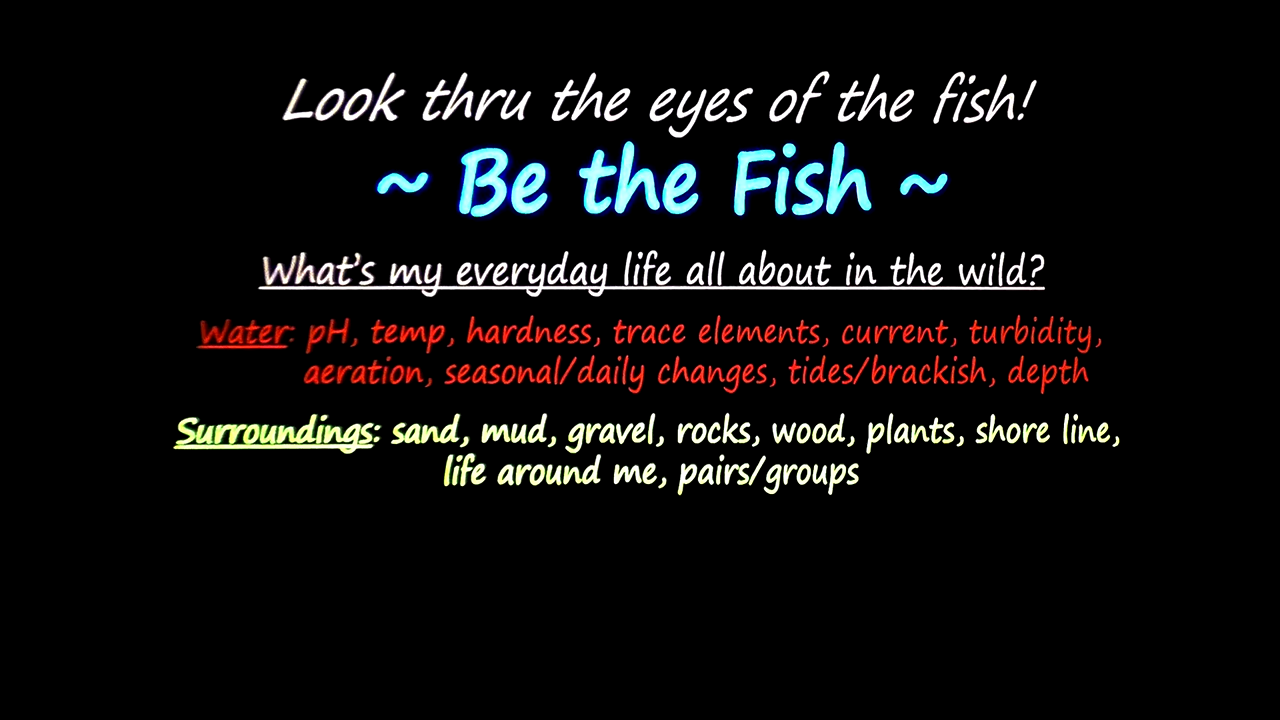 Look thru the eyes of the fish!
~ Be the Fish ~
What's my everyday life all about in the wild?
Water: pH, temp, hardness, trace elements, current, turbidity,
aeration, seasonal/daily changes, tides/brackish, depth
Surroundings: sand, mud, gravel, rocks, wood, plants, shore line,
life around me, pairs/groups